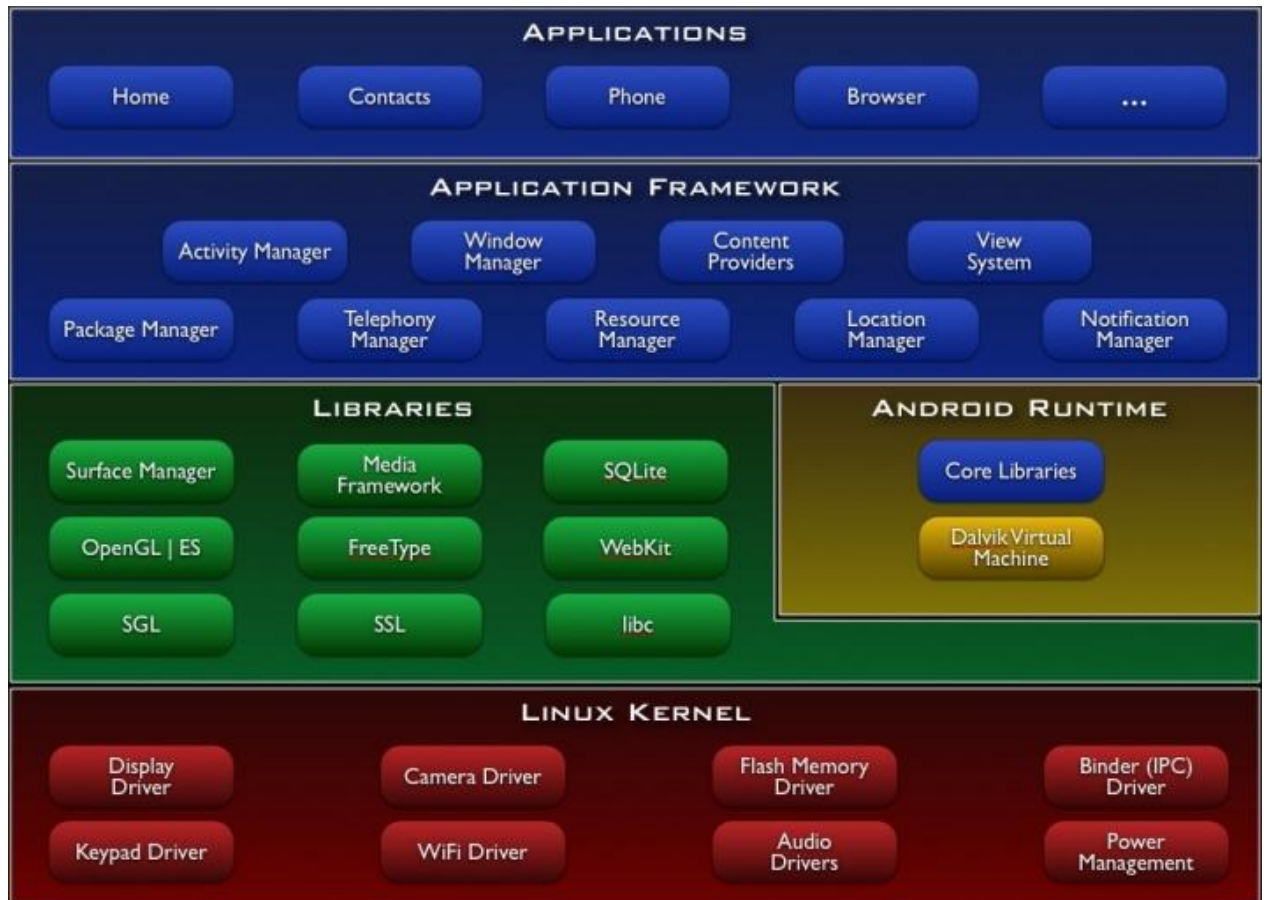 APPLICATIONS
Home
Contacts
Phone
Browser
...
APPLICATION FRAMEWORK
Activity Manager
Window
Manager
Content
Providers
View
System
Package Manager
Telephony
Manager
Resource
Manager
Location
Manager
Notification
Manager
LIBRARIES
Surface Manager
Media
Framework
SQLite
OpenGL | ES
FreeType
WebKit
SGL
SSL
libc
ANDROID RUNTIME
Core Libraries
Dalvik Virtual
Machine
LINUX KERNEL
Display
Driver
Camera Driver
Flash Memory
Driver
Binder (IPC)
Driver
Keypad Driver
WiFi Driver
Audio
Drivers
Power
Management